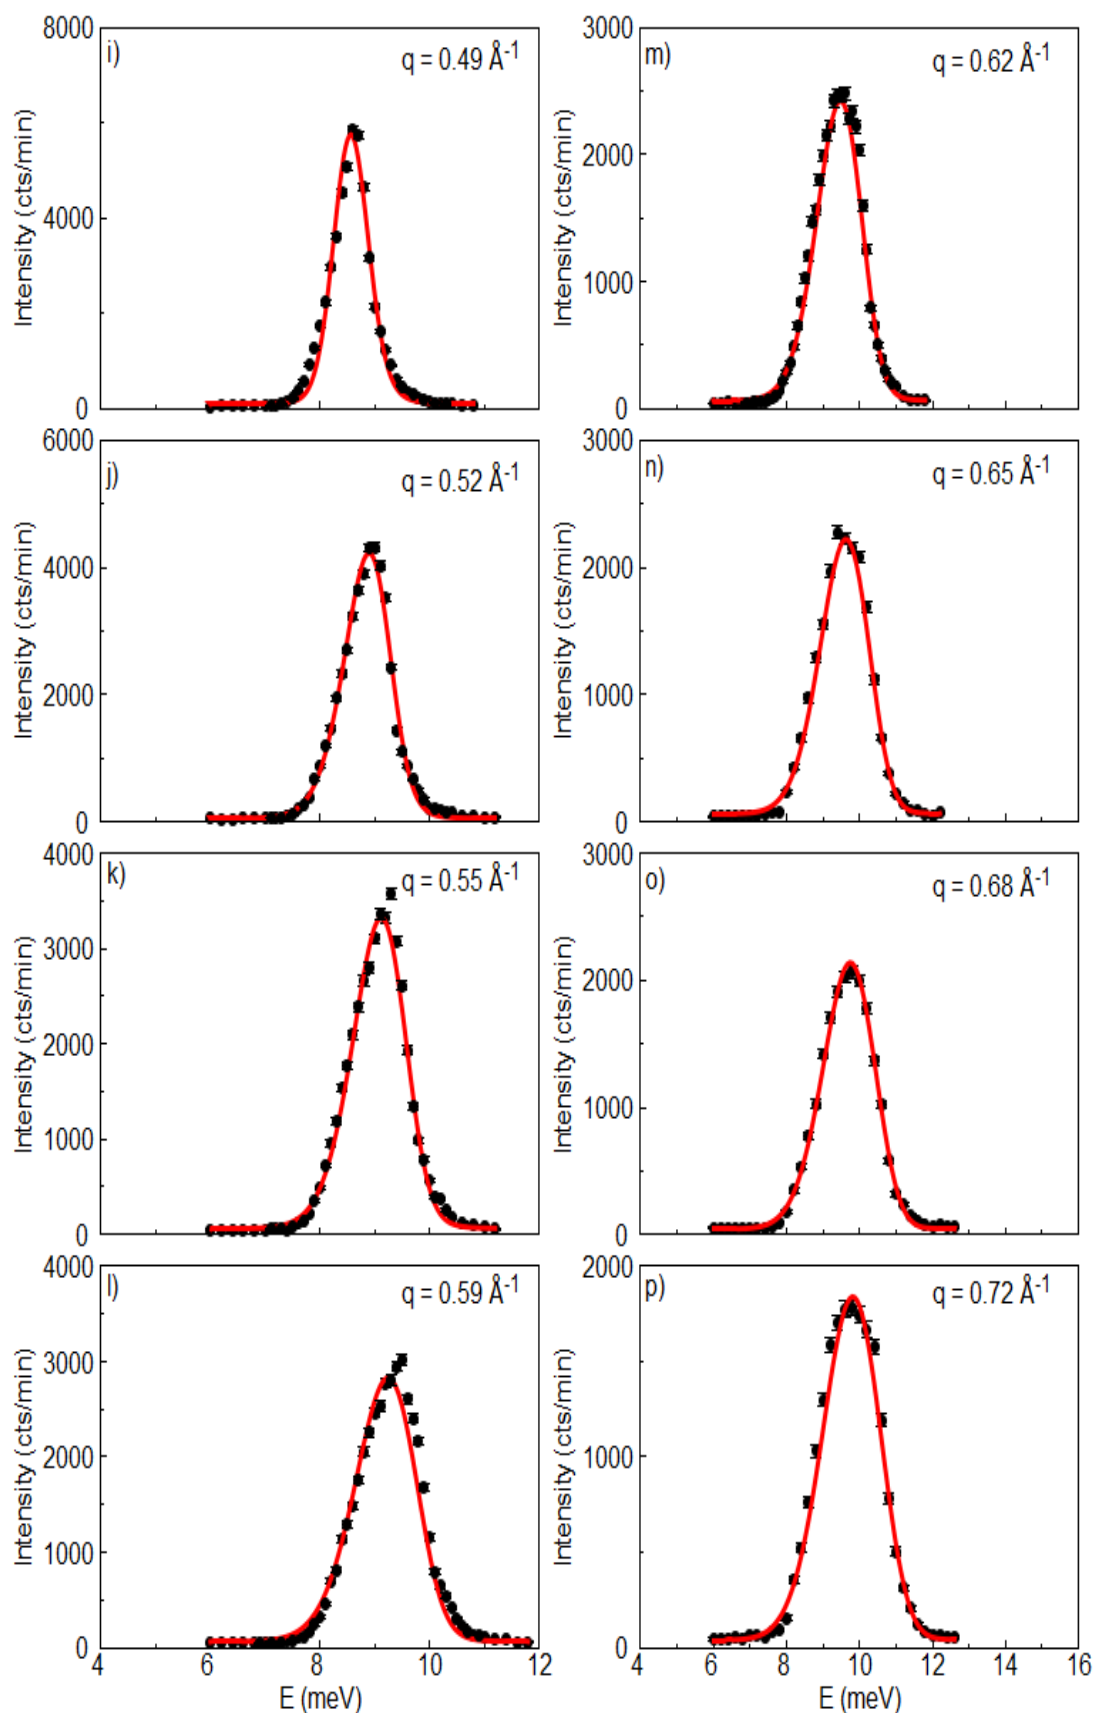 8000
i)
q = 0.49 Å-1
Intensity (cts/min)
4000
0
3000
m)
q = 0.62 Å-1
Intensity (cts/min)
2000
1000
0
6000
j)
q = 0.52 Å-1
Intensity (cts/min)
4000
2000
0
3000
n)
q = 0.65 Å-1
Intensity (cts/min)
2000
1000
0
4000
k)
q = 0.55 Å-1
Intensity (cts/min)
3000
2000
1000
0
3000
o)
q = 0.68 Å-1
Intensity (cts/min)
2000
1000
0
4000
l)
q = 0.59 Å-1
Intensity (cts/min)
3000
2000
1000
0
4 6 8 10 12
E (meV)
2000
p)
q = 0.72 Å-1
Intensity (cts/min)
1000
0
4 6 8 10 12 14 16
E (meV)